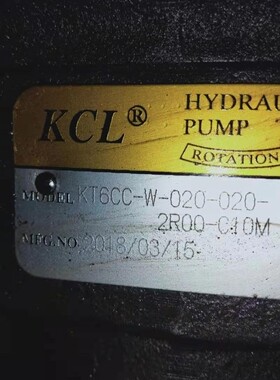 KCL® HYDRAU
PUMP
ROTATION
MODEL KT6CC-W-020-020-
2R00-C10M
MFG.NO. 2018/03/15